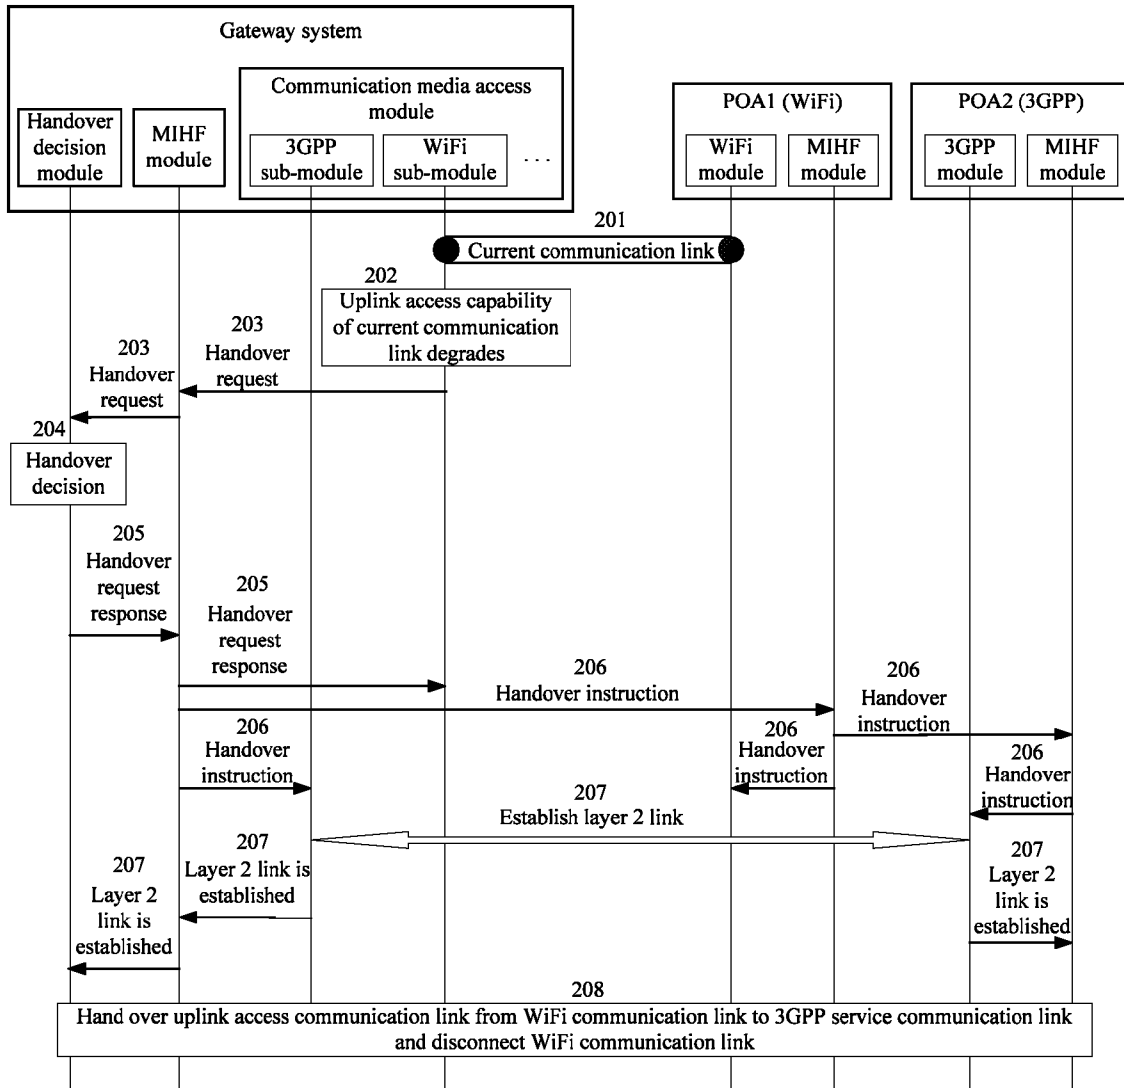 Gateway system
Communication media access
module
POA1 (WiFi)
POA2 (3GPP)
Handover
decision
module
MIHF
module
3GPP
sub-module
WiFi
sub-module
...
WiFi
module
MIHF
module
3GPP
module
MIHF
module
201
Current communication link
202
Uplink access capability
of current communication
link degrades
203
Handover
request
203
Handover
request
204
Handover
decision
205
Handover
request
response
205
Handover
request
response
206
Handover instruction
206
Handover
instruction
206
Handover
instruction
206
Handover
instruction
206
Handover
instruction
207
Establish layer 2 link
207
Layer 2 link is
established
207
Layer 2
link is
established
207
Layer 2
link is
established
208
Hand over uplink access communication link from WiFi communication link to 3GPP service communication link
and disconnect WiFi communication link